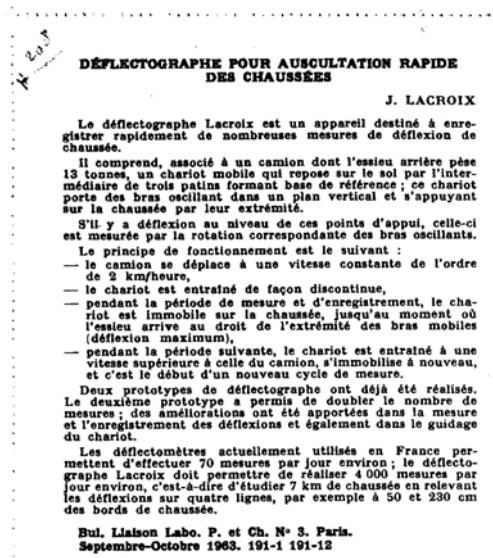 N 208
DÉFLECTOGRAPHE POUR AUSCULTATION RAPIDE
DES CHAUSSÉES
J. LACROIX
Le déflectographe Lacroix est un appareil destiné à enre-
gistrer rapidement de nombreuses mesures de déflexion de
chaussée.
Il comprend, associé à un camion dont l'essieu arrière pèse
13 tonnes, un chariot mobile qui repose sur le sol par l'inter-
médiaire de trois patins formant base de référence ; ce chariot
porte des bras oscillant dans un plan vertical et s'appuyant
sur la chaussée par leur extrémité.
S'il y a déflexion au niveau de ces points d'appui, celle-ci
est mesurée par la rotation correspondante des bras oscillants.
Le principe de fonctionnement est le suivant :
— le camion se déplace à une vitesse constante de l'ordre
de 2 km/heure,
— le chariot est entraîné de façon discontinue,
— pendant la période de mesure et d'enregistrement, le cha-
riot est immobile sur la chaussée, jusqu'au moment où
l'essieu arrive au droit de l'extrémité des bras mobiles
(déflexion maximum),
— pendant la période suivante, le chariot est entraîné à une
vitesse supérieure à celle du camion, s'immobilise à nouveau,
et c'est le début d'un nouveau cycle de mesure.
Deux prototypes de déflectographe ont déjà été réalisés.
Le deuxième prototype a permis de doubler le nombre de
mesures ; des améliorations ont été apportées dans la mesure
et l'enregistrement des déflexions et également dans le guidage
du chariot.
Les déflectomètres actuellement utilisés en France per-
mettent d'effectuer 70 mesures par jour environ ; le déflecto-
graphe Lacroix doit permettre de réaliser 4 000 mesures par
jour environ, c'est-à-dire d'étudier 7 km de chaussée en relevant
les déflexions sur quatre lignes, par exemple à 50 et 230 cm
des bords de chaussée.
Bul. Liaison Labo. P. et Ch. N° 3. Paris.
Septembre-Octobre 1963. 191-1 191-12